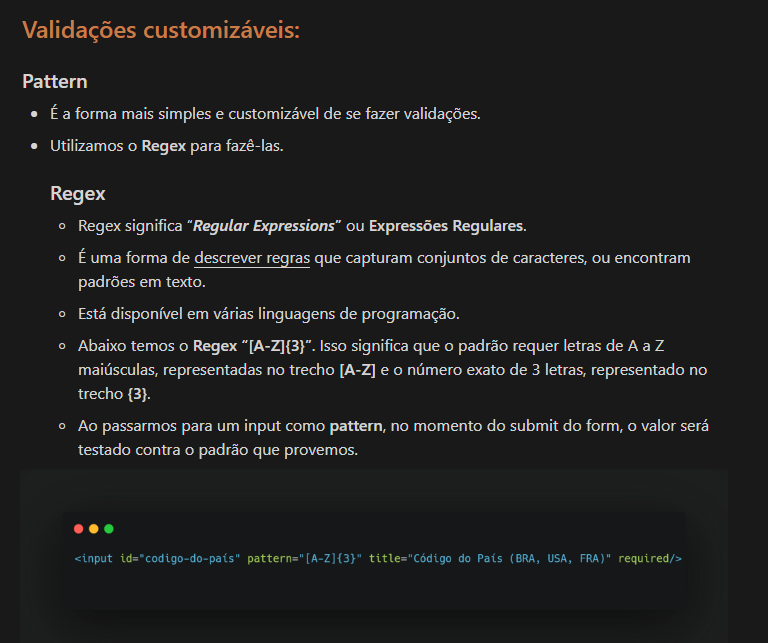 Validações customizáveis:
Pattern
• É a forma mais simples e customizável de se fazer validações.
• Utilizamos o Regex para fazê-las.
Regex
◦ Regex significa “Regular Expressions” ou Expressões Regulares.
◦ É uma forma de descrever regras que capturam conjuntos de caracteres, ou encontram
padrões em texto.
◦ Está disponível em várias linguagens de programação.
◦ Abaixo temos o Regex “[A-Z]{3}”. Isso significa que o padrão requer letras de A a Z
maiúsculas, representadas no trecho [A-Z] e o número exato de 3 letras, representado no
trecho {3}.
◦ Ao passarmos para um input como pattern, no momento do submit do form, o valor será
testado contra o padrão que provemos.
<input id="codigo-do-país" pattern="[A-Z]{3}" title="Código do País (BRA, USA, FRA)" required/>